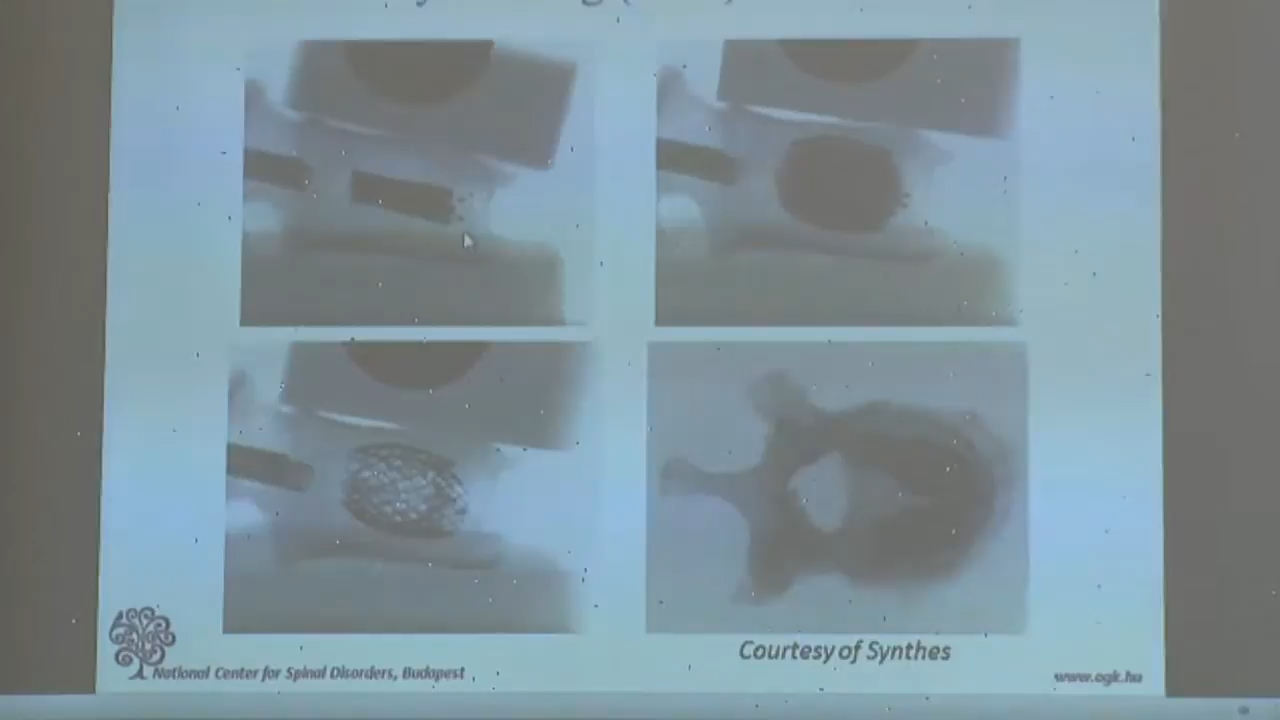 Courtesy of Synthes
National Center for Spinal Disorders, Budapest
www.ogk.hu